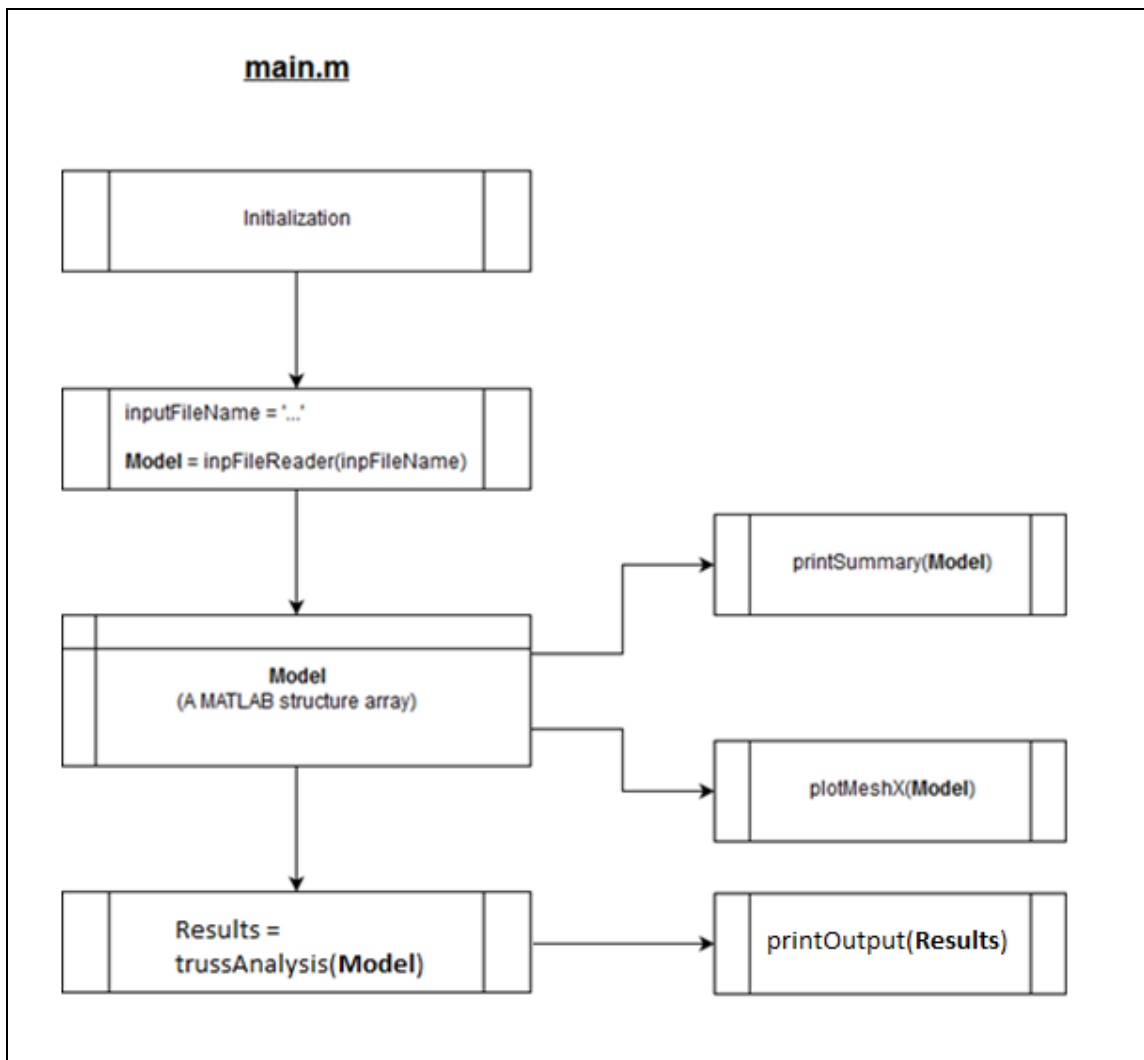 main.m
Initialization
inputFileName = '...'
Model = inpFileReader(inpFileName)
printSummary(Model)
Model
(A MATLAB structure array)
plotMeshX(Model)
Results =
trussAnalysis(Model)
printOutput(Results)